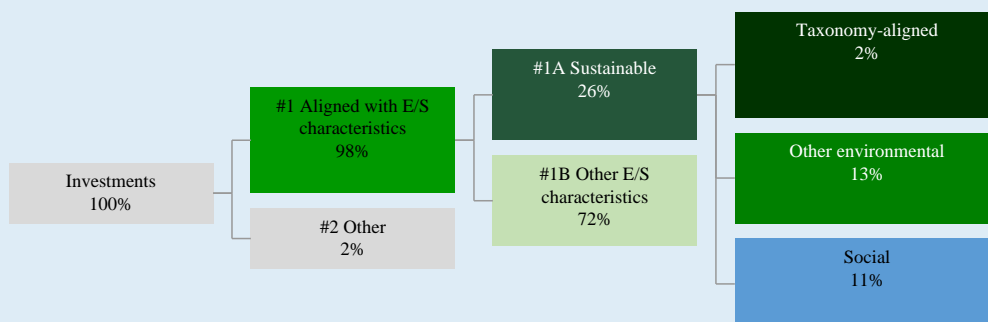 Investments
100%
#1 Aligned with E/S
characteristics
98%
#2 Other
2%
#1A Sustainable
26%
#1B Other E/S
characteristics
72%
Taxonomy-aligned
2%
Other environmental
13%
Social
11%